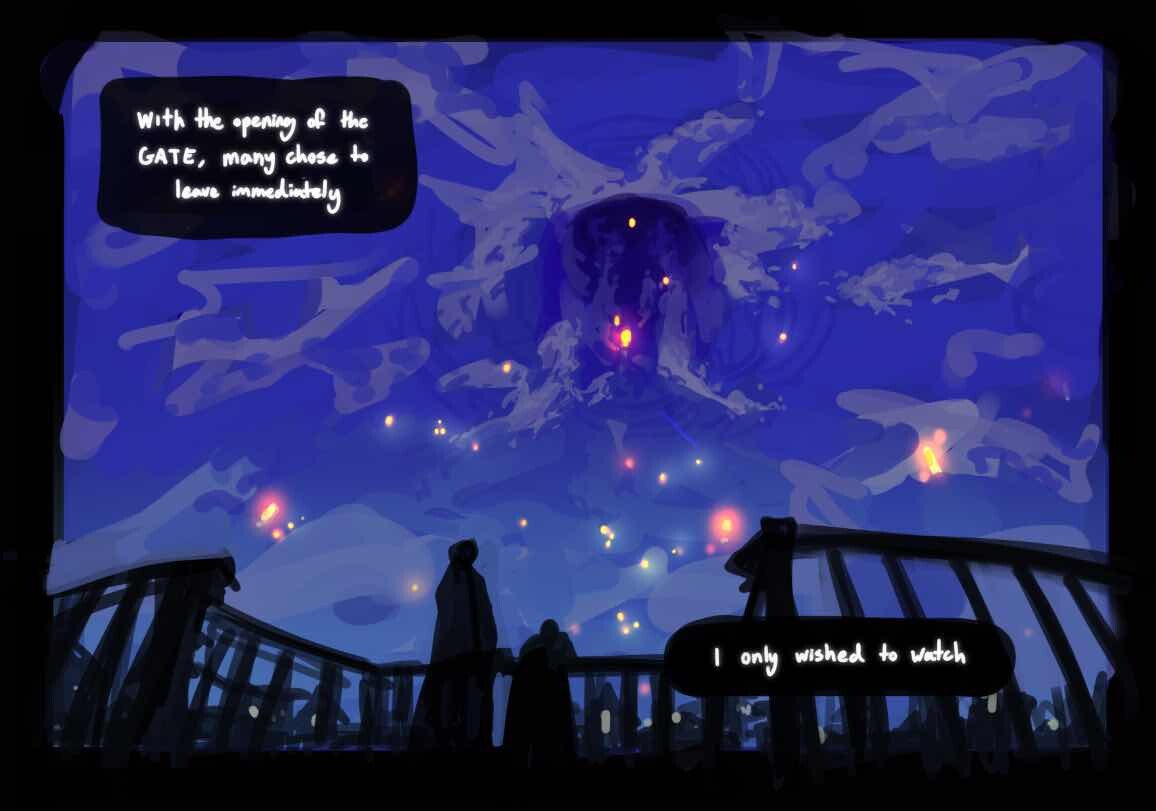 With the opening of the
GATE, many chose to
leave immediately
I only wished to watch